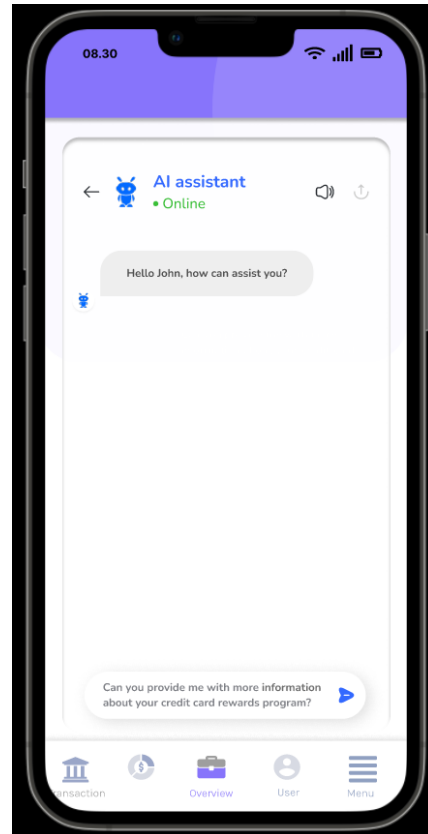 08.30
AI assistant
• Online
Hello John, how can assist you?
Can you provide me with more information
about your credit card rewards program?
ansaction
Overview
User
Menu